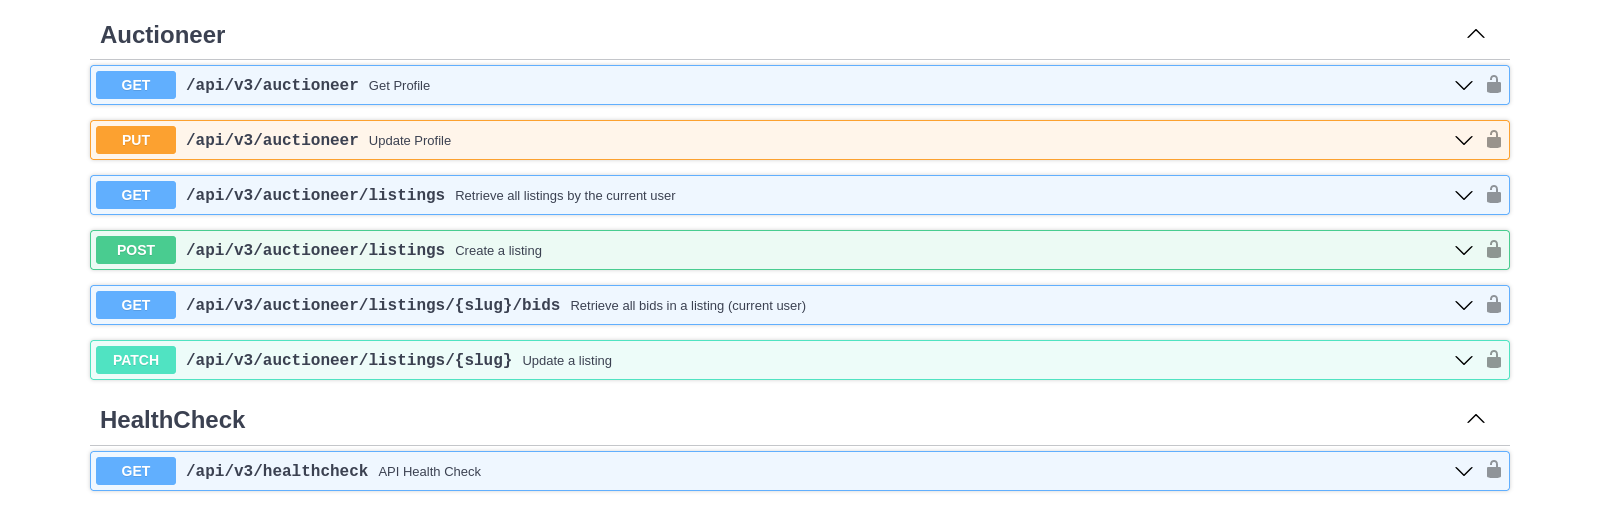 Auctioneer
GET /api/v3/auctioneer Get Profile
PUT /api/v3/auctioneer Update Profile
GET /api/v3/auctioneer/listings Retrieve all listings by the current user
POST /api/v3/auctioneer/listings Create a listing
GET /api/v3/auctioneer/listings/{slug}/bids Retrieve all bids in a listing (current user)
PATCH /api/v3/auctioneer/listings/{slug} Update a listing
HealthCheck
GET /api/v3/healthcheck API Health Check